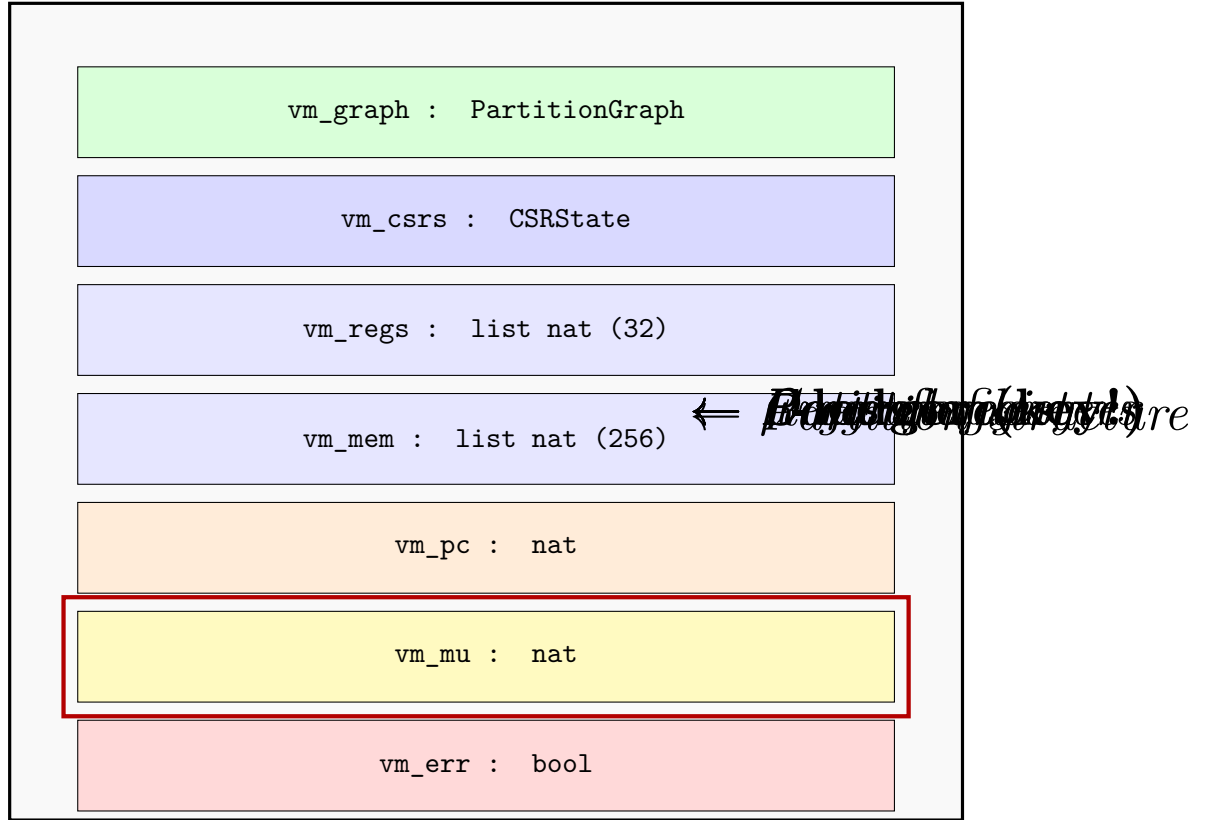 vm_graph : PartitionGraph
vm_csrs : CSRState
vm_regs : list nat (32)
←
vm_mem : list nat (256)
vm_pc : nat
vm_mu : nat
vm_err : bool